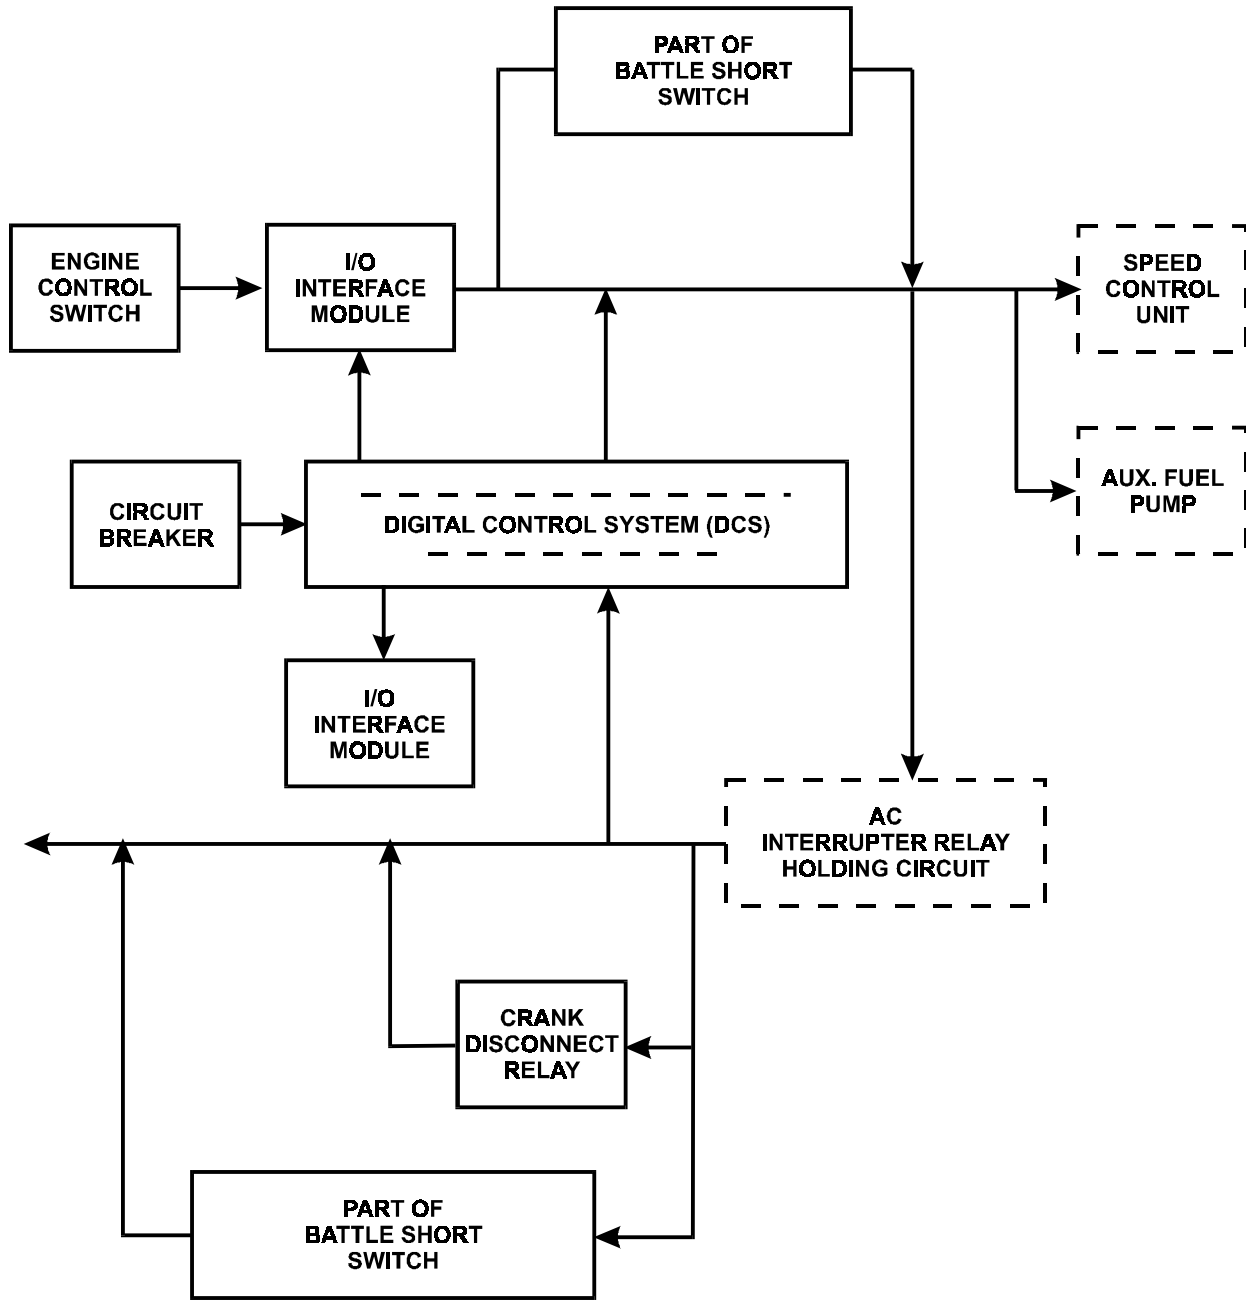 PART OF
BATTLE SHORT
SWITCH
ENGINE
CONTROL
SWITCH
I/O
INTERFACE
MODULE
SPEED
CONTROL
UNIT
CIRCUIT
BREAKER
DIGITAL CONTROL SYSTEM (DCS)
AUX. FUEL
PUMP
I/O
INTERFACE
MODULE
AC
INTERRUPTER RELAY
HOLDING CIRCUIT
CRANK
DISCONNECT
RELAY
PART OF
BATTLE SHORT
SWITCH